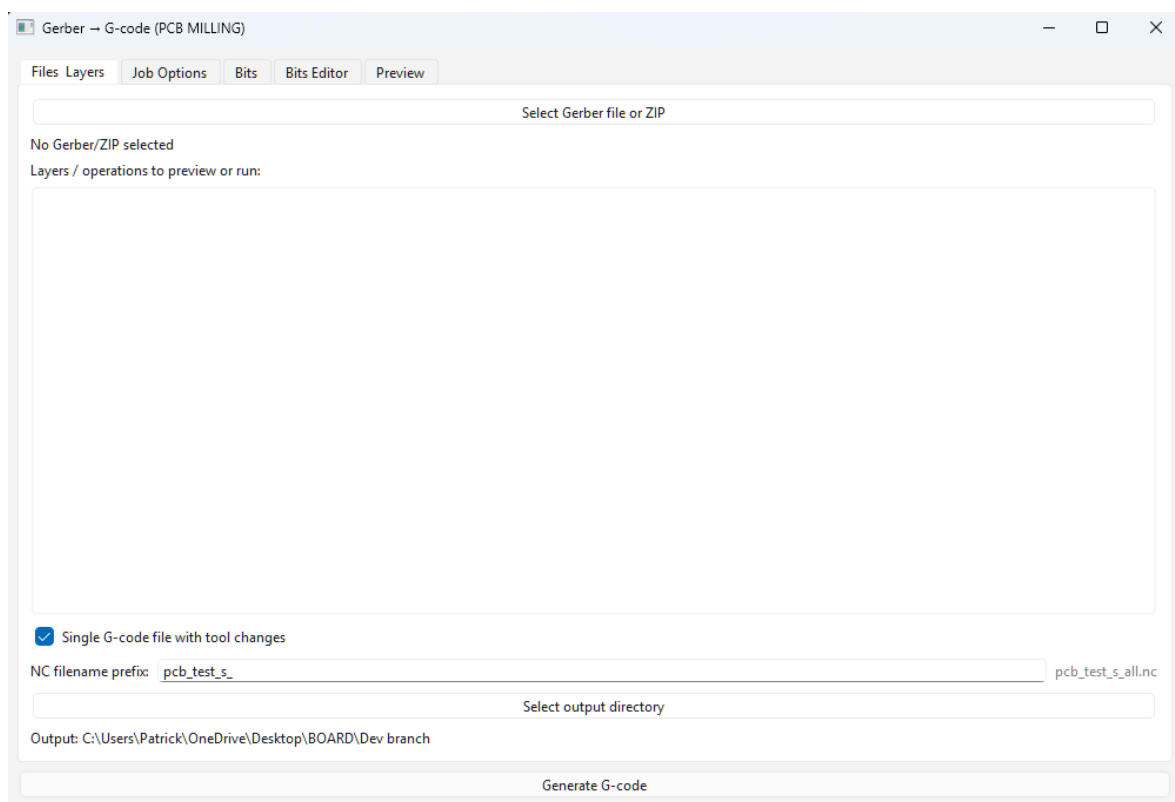 Gerber → G-code (PCB MILLING)
Files Layers Job Options Bits Bits Editor Preview
Select Gerber file or ZIP
No Gerber/ZIP selected
Layers / operations to preview or run:
Single G-code file with tool changes
NC filename prefix: pcb_test_s_ pcb_test_s_all.nc
Select output directory
Output: C:\Users\Patrick\OneDrive\Desktop\BOARD\Dev branch
Generate G-code